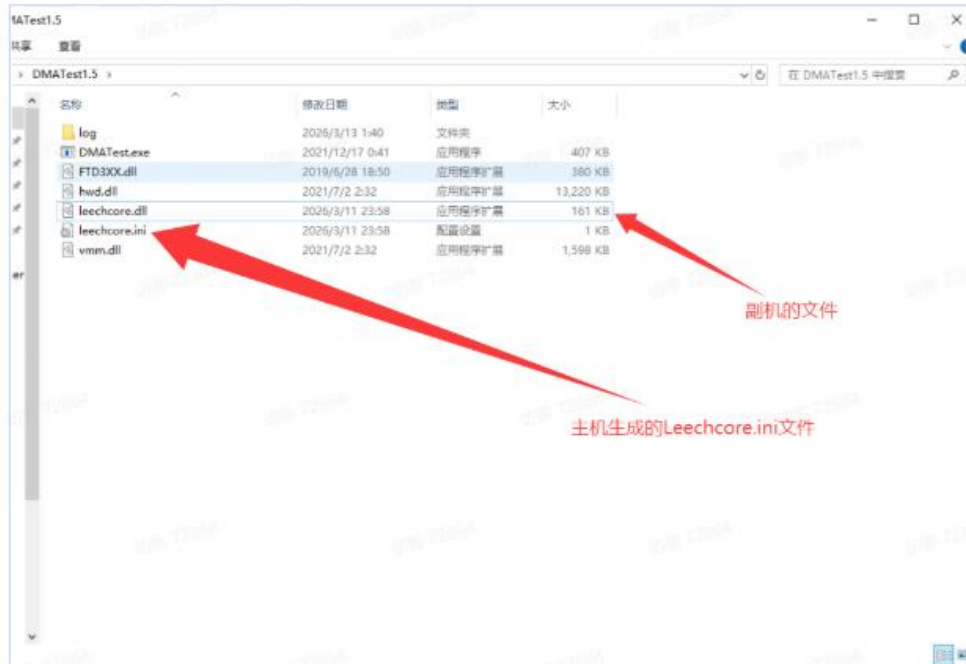 MATest1.5
共享 查看
DMATest1.5
在 DMATest1.5 中搜索
名称 修改日期 类型 大小
log 2026/3/13 1:40 文件夹
DMATest.exe 2021/12/17 0:41 应用程序 407 KB
FTD3XX.dll 2019/6/28 18:50 应用程序扩展 380 KB
hwd.dll 2021/7/2 2:32 应用程序扩展 13,220 KB
leechcore.dll 2026/3/11 23:58 应用程序扩展 161 KB
leechcore.ini 2026/3/11 23:58 配置设置 1 KB
vmm.dll 2021/7/2 2:32 应用程序扩展 1,598 KB
er
副机的文件
主机生成的Leechcore.ini文件